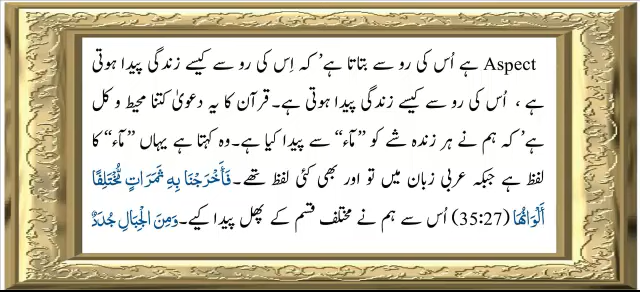 Aspect ہے اُس کی رو سے بتاتا ہے’ کہ اِس کی رو سے کیسے زندگی پیدا ہوتی
ہے ، اُس کی رو سے کیسے زندگی پیدا ہوتی ہے۔ قرآن کا یہ دعویٰ کتنا محیط و کل
ہے’ کہ ہم نے ہر زندہ شے کو ”مآء“ سے پیدا کیا ہے۔ وہ کہتا ہے یہاں ”مآء“ کا
لفظ ہے جبکہ عربی زبان میں تو اور بھی کئی لفظ تھے۔ فَأَخْرَجْنَا بِهِ ثَمَرَاتٍ مُّخْتَلِفًا
أَلْوَانُهَا (35:27) اُس سے ہم نے مختلف قسم کے پھل پیدا کیے۔ وَمِنَ الْجِبَالِ جُدَدٌ